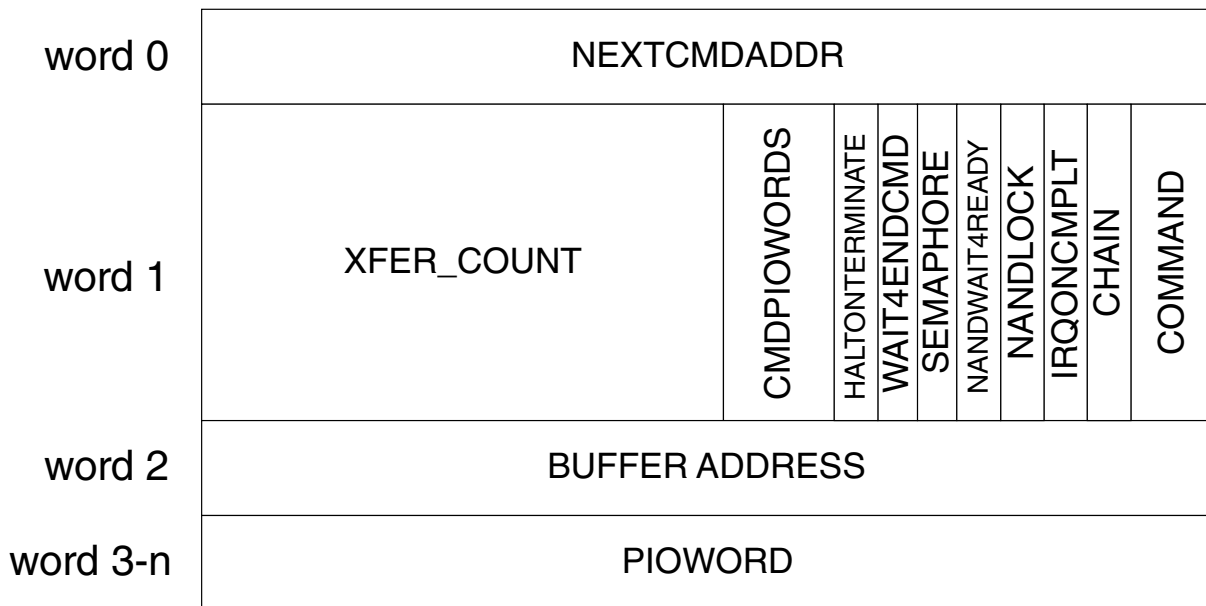 word 0
NEXTCMDADDR
word 1
XFER_COUNT
CMDPIOWORDS
HALTONTERMINATE
WAIT4ENDCMD
SEMAPHORE
NANDWAIT4READY
NANDLOCK
IRQONCMPLT
CHAIN
COMMAND
word 2
BUFFER ADDRESS
word 3-n
PIOWORD